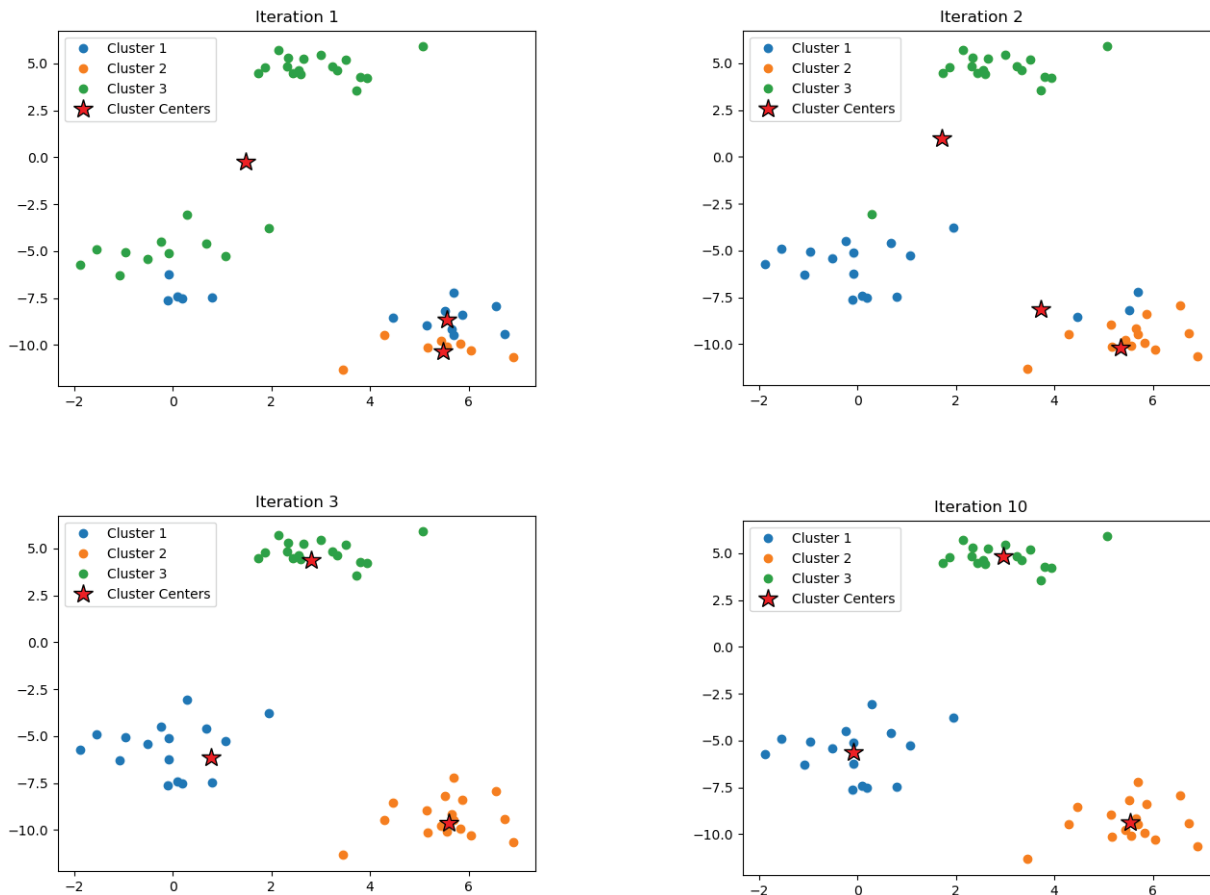 Iteration 1
Cluster 1
Cluster 2
Cluster 3
Cluster Centers
5.0
2.5
0.0
−2.5
−5.0
−7.5
−10.0
−2 0 2 4 6
Iteration 2
Cluster 1
Cluster 2
Cluster 3
Cluster Centers
5.0
2.5
0.0
−2.5
−5.0
−7.5
−10.0
−2 0 2 4 6
Iteration 3
Cluster 1
Cluster 2
Cluster 3
Cluster Centers
5.0
2.5
0.0
−2.5
−5.0
−7.5
−10.0
−2 0 2 4 6
Iteration 10
Cluster 1
Cluster 2
Cluster 3
Cluster Centers
5.0
2.5
0.0
−2.5
−5.0
−7.5
−10.0
−2 0 2 4 6